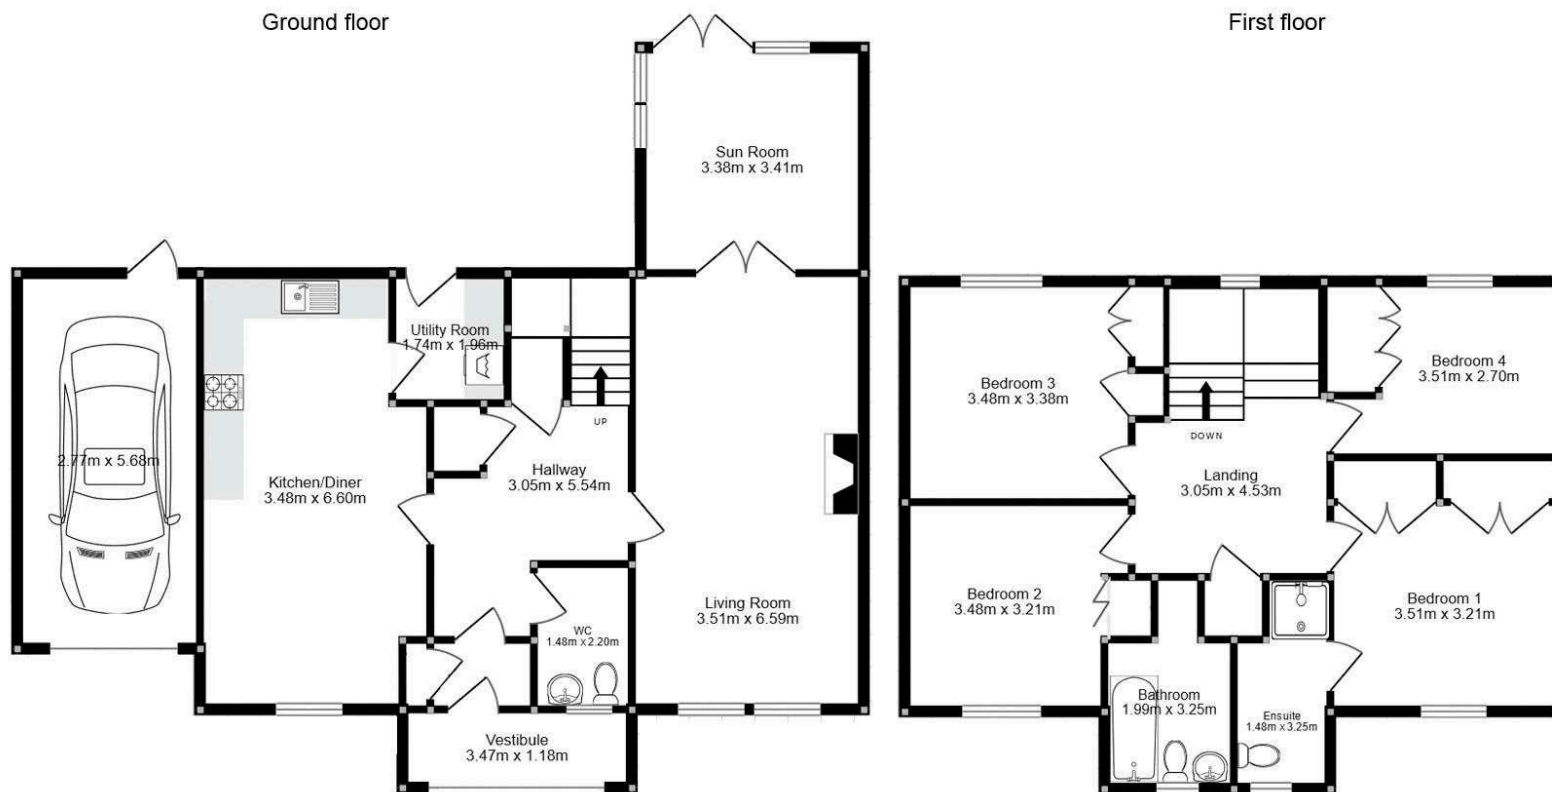 Ground floor
First floor
Sun Room
3.38m x 3.41m
Utility Room
1.74m x 1.96m
2.77m x 5.68m
Kitchen/Diner
3.48m x 6.60m
UP
Hallway
3.05m x 5.54m
Living Room
3.51m x 6.59m
WC
1.48m x 2.20m
Vestibule
3.47m x 1.18m
Bedroom 3
3.48m x 3.38m
Bedroom 4
3.51m x 2.70m
DOWN
Landing
3.05m x 4.53m
Bedroom 2
3.48m x 3.21m
Bedroom 1
3.51m x 3.21m
Bathroom
1.99m x 3.25m
Ensuite
1.48m x 3.25m